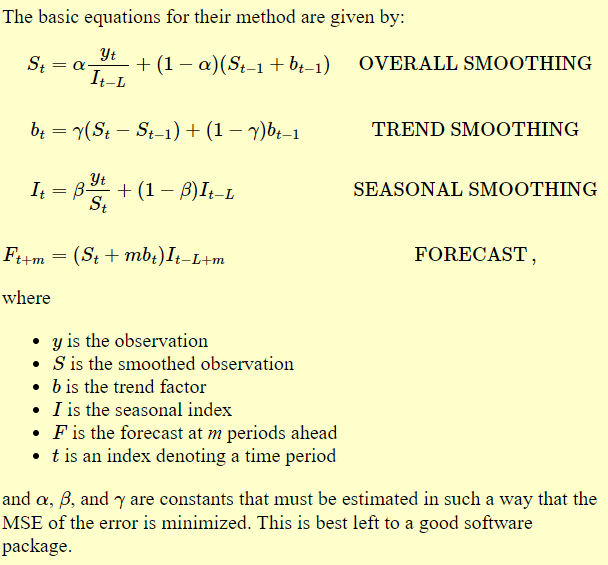 The basic equations for their method are given by:
S_t = α y_t / I_{t−L} + (1 − α)(S_{t−1} + b_{t−1}) OVERALL SMOOTHING
b_t = γ(S_t − S_{t−1}) + (1 − γ)b_{t−1} TREND SMOOTHING
I_t = β y_t / S_t + (1 − β)I_{t−L} SEASONAL SMOOTHING
F_{t+m} = (S_t + mb_t)I_{t−L+m} FORECAST ,
where
• y is the observation
• S is the smoothed observation
• b is the trend factor
• I is the seasonal index
• F is the forecast at m periods ahead
• t is an index denoting a time period
and α, β, and γ are constants that must be estimated in such a way that the
MSE of the error is minimized. This is best left to a good software
package.